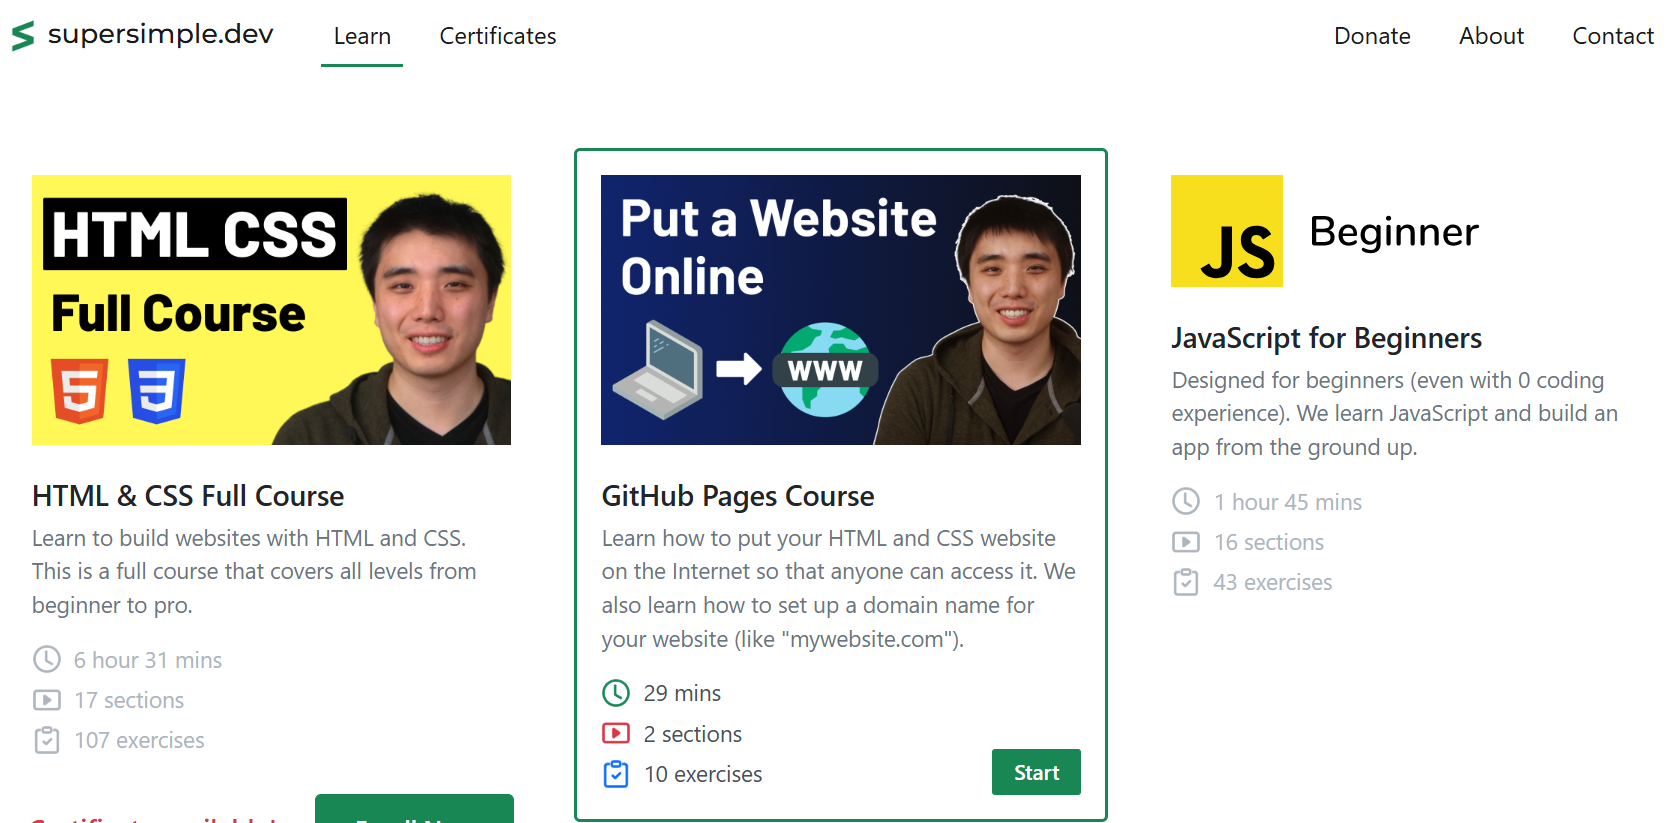 supersimple.dev
Learn
Certificates
Donate
About
Contact
HTML CSS
Full Course
5
3
HTML & CSS Full Course
Learn to build websites with HTML and CSS.
This is a full course that covers all levels from
beginner to pro.
6 hour 31 mins
17 sections
107 exercises
Put a Website
Online
WWW
GitHub Pages Course
Learn how to put your HTML and CSS website
on the Internet so that anyone can access it. We
also learn how to set up a domain name for
your website (like "mywebsite.com").
29 mins
2 sections
10 exercises
Start
JS
Beginner
JavaScript for Beginners
Designed for beginners (even with 0 coding
experience). We learn JavaScript and build an
app from the ground up.
1 hour 45 mins
16 sections
43 exercises